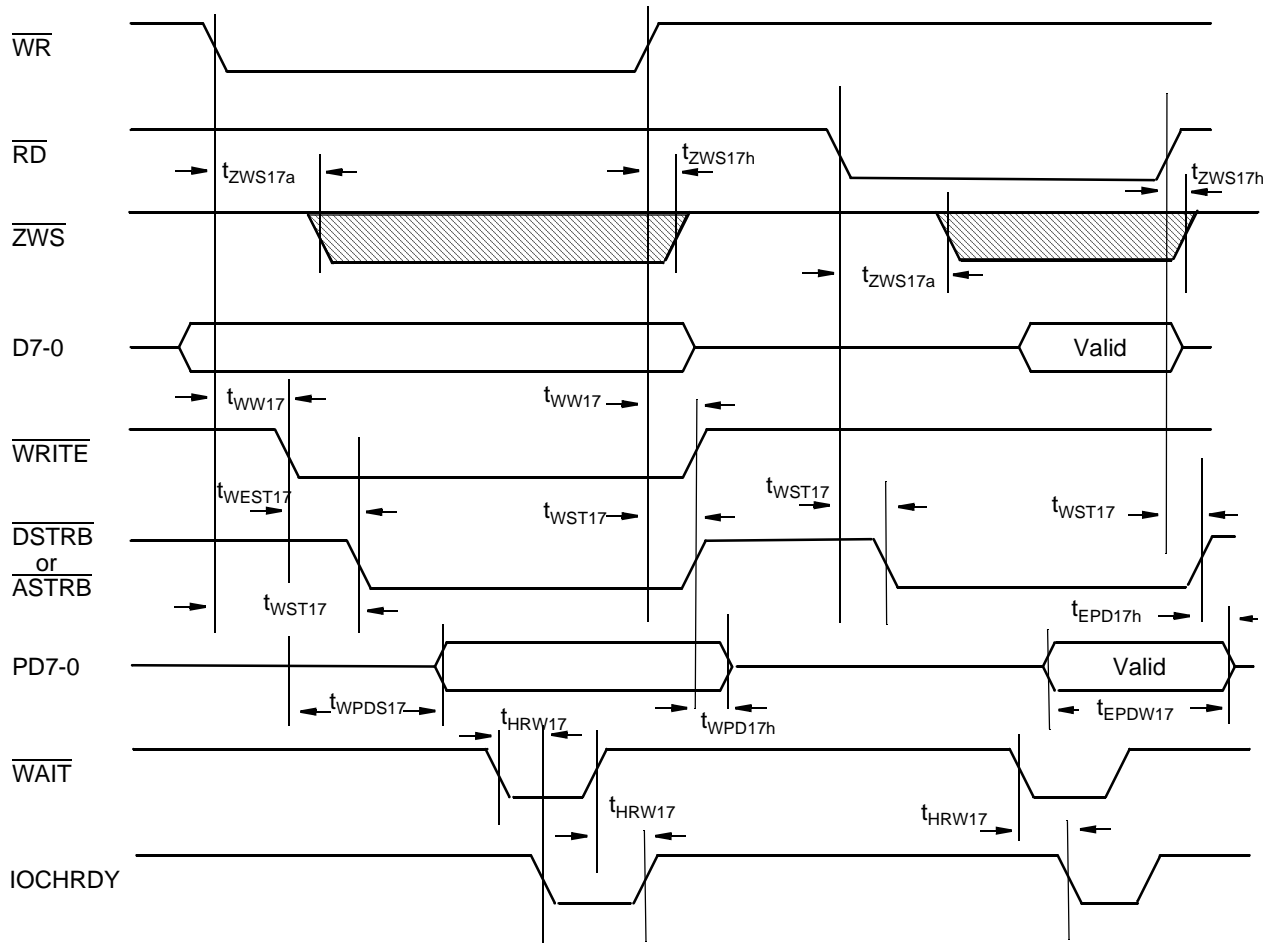 WR
RD
tZWS17a
tZWS17h
tZWS17h
ZWS
tZWS17a
D7-0
Valid
tWW17
tWW17
WRITE
tWEST17
tWST17
tWST17
tWST17
DSTRB
or
ASTRB
tWST17
tEPD17h
PD7-0
Valid
tWPDS17
tHRW17
tWPD17h
tEPDW17
WAIT
tHRW17
tHRW17
IOCHRDY